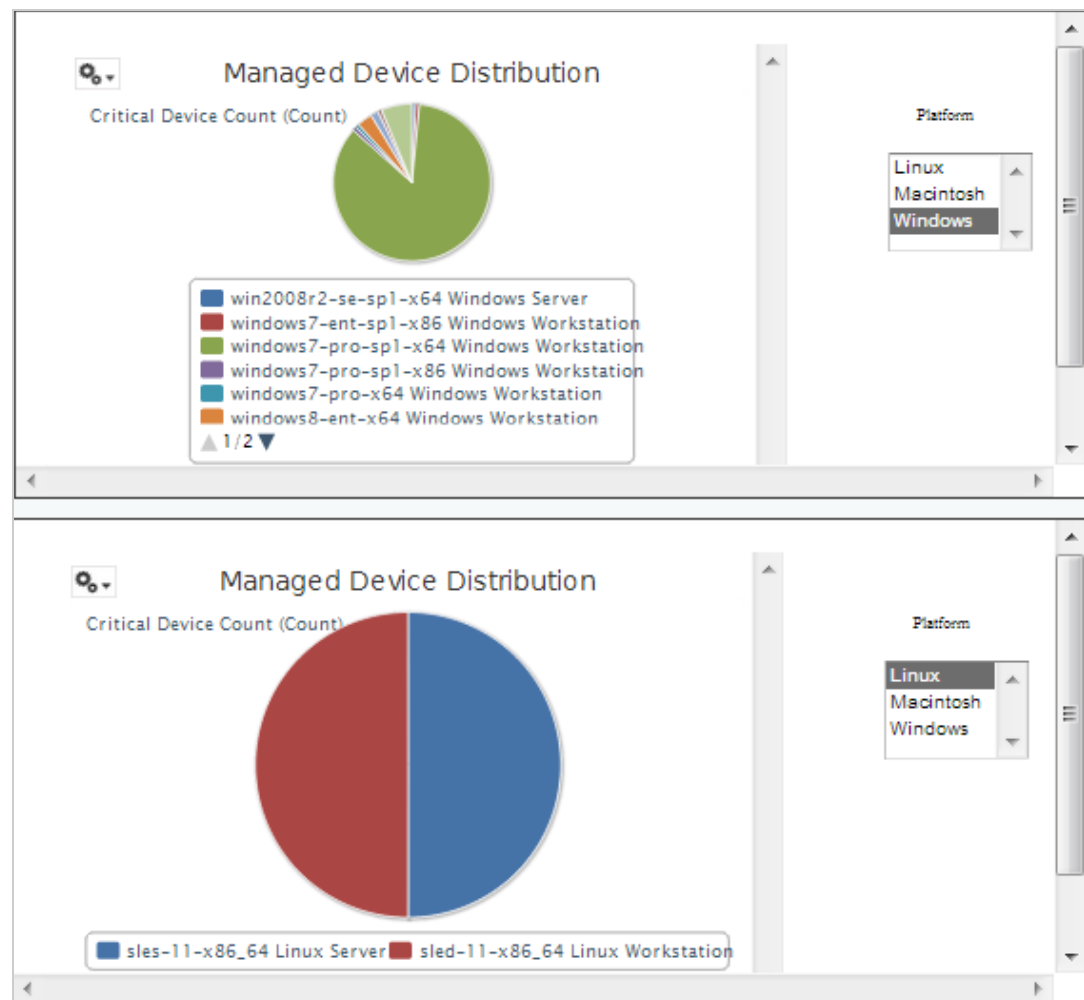 Managed Device Distribution
Critical Device Count (Count)
Platform
Linux
Macintosh
Windows
win2008r2-se-sp1-x64 Windows Server
windows7-ent-sp1-x86 Windows Workstation
windows7-pro-sp1-x64 Windows Workstation
windows7-pro-sp1-x86 Windows Workstation
windows7-pro-x64 Windows Workstation
windows8-ent-x64 Windows Workstation
1/2
Managed Device Distribution
Critical Device Count (Count)
Platform
Linux
Macintosh
Windows
sles-11-x86_64 Linux Server sled-11-x86_64 Linux Workstation